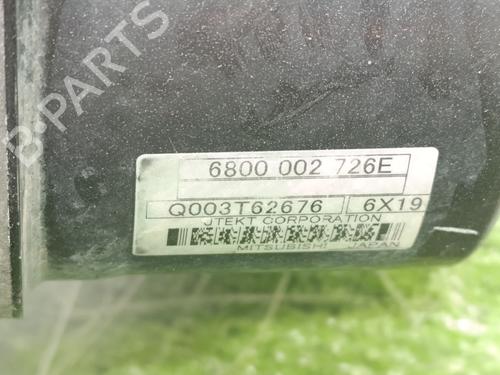 B-PARTS
6800 002 726E
Q003T62676 6X19
JTEKT CORPORATION
MITSUBISHI JAPAN